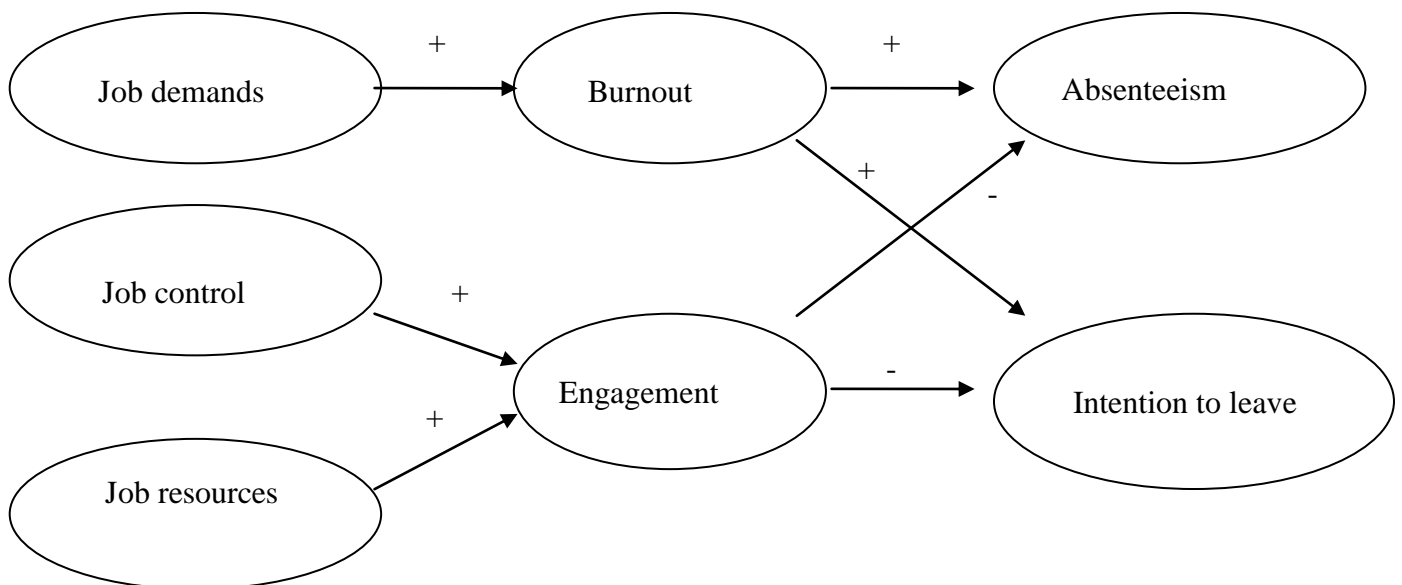 +
+
Job demands
Burnout
Absenteeism
+
-
Job control
+
Engagement
-
Intention to leave
+
Job resources